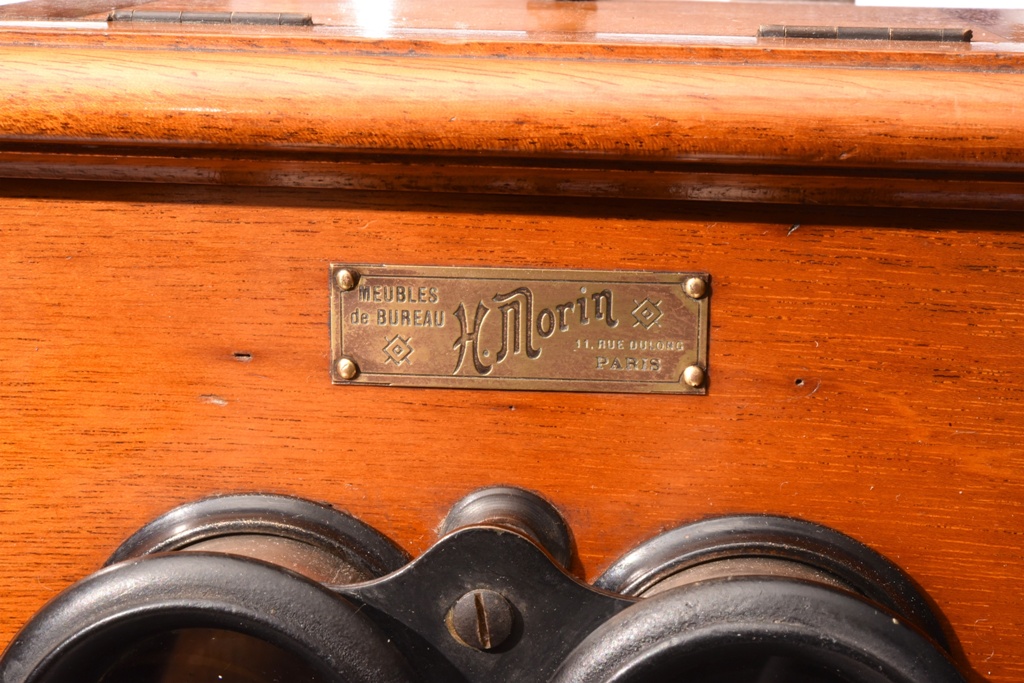 MEUBLES
de BUREAU
H. Morin
11, RUE DULONG
PARIS